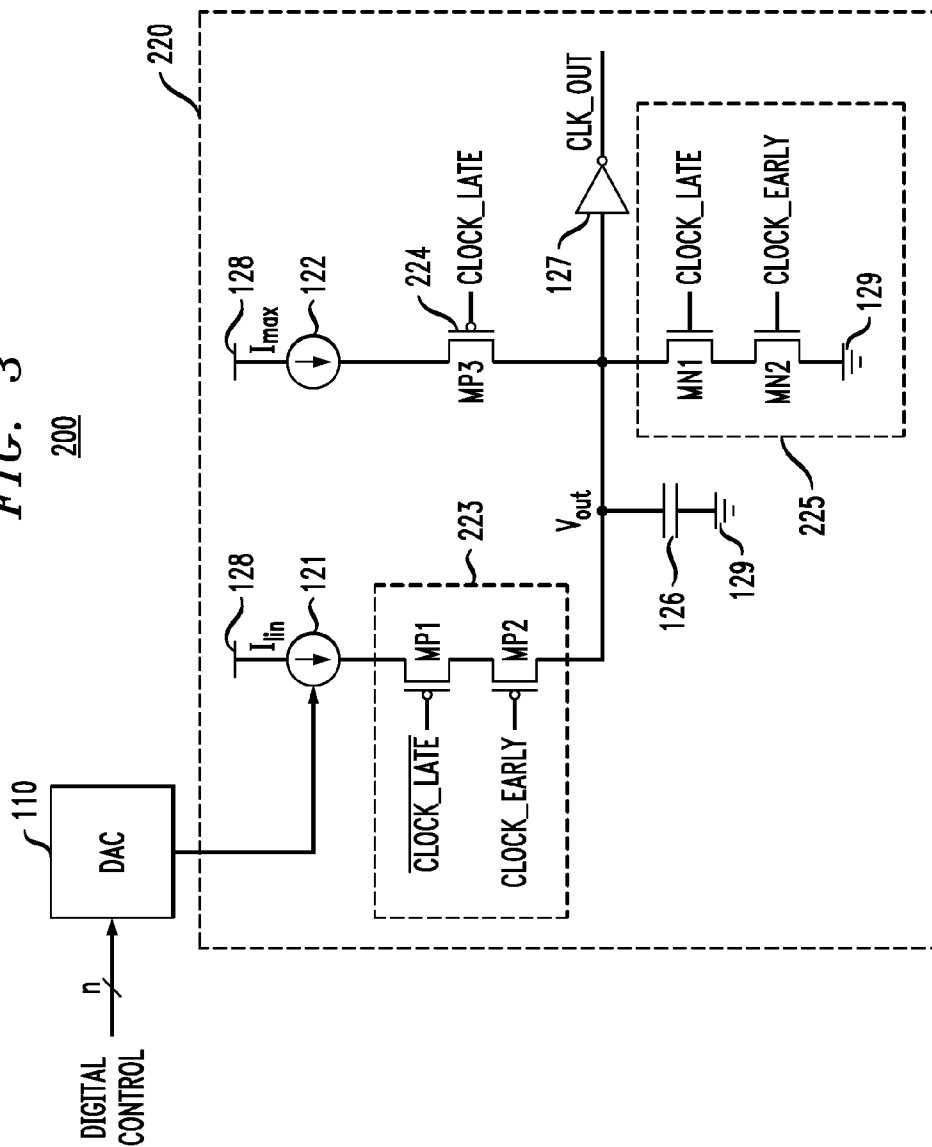 FIG. 3
200
DIGITAL
CONTROL
n
110
DAC
220
128
I_lin
121
128
I_max
122
223
MP1
CLOCK_LATE
MP2
CLOCK_EARLY
224
MP3
CLOCK_LATE
V_out
126
129
127
CLK_OUT
MN1
CLOCK_LATE
MN2
CLOCK_EARLY
129
225